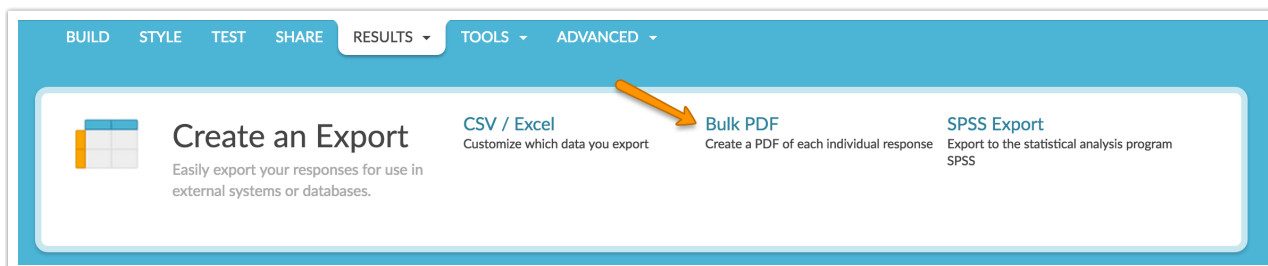 BUILD STYLE TEST SHARE RESULTS TOOLS ADVANCED
Create an Export
Easily export your responses for use in
external systems or databases.
CSV / Excel
Customize which data you export
Bulk PDF
Create a PDF of each individual response
SPSS Export
Export to the statistical analysis program
SPSS